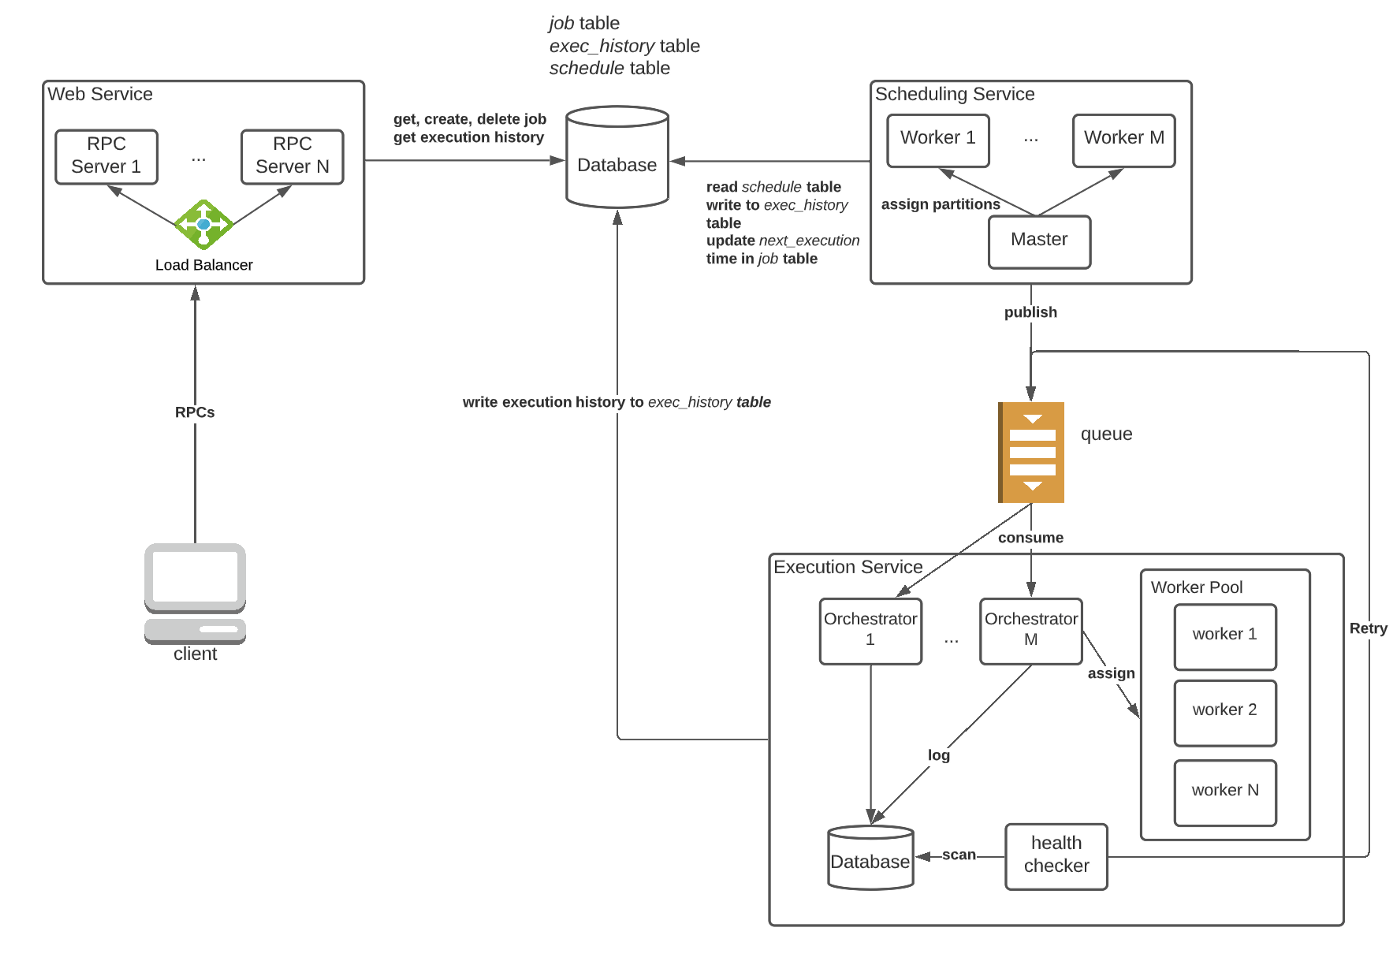 job table
exec_history table
schedule table
Web Service
RPC
Server 1
...
RPC
Server N
Load Balancer
get, create, delete job
get execution history
Database
Scheduling Service
Worker 1
...
Worker M
assign partitions
Master
read schedule table
write to exec_history
table
update next_execution
time in job table
publish
RPCs
write execution history to exec_history table
queue
client
consume
Execution Service
Orchestrator
1
...
Orchestrator
M
assign
Worker Pool
worker 1
worker 2
worker N
Retry
log
Database
scan
health
checker